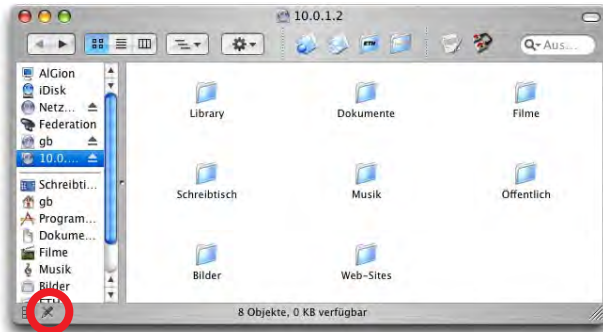 10.0.1.2
ETH
Aus...
AlGion
iDisk
Netz...
Federation
gb
10.0....
Schreibti...
gb
Program...
Dokume...
Filme
Musik
Bilder
Library
Dokumente
Filme
Schreibtisch
Musik
Öffentlich
Bilder
Web-Sites
8 Objekte, 0 KB verfügbar